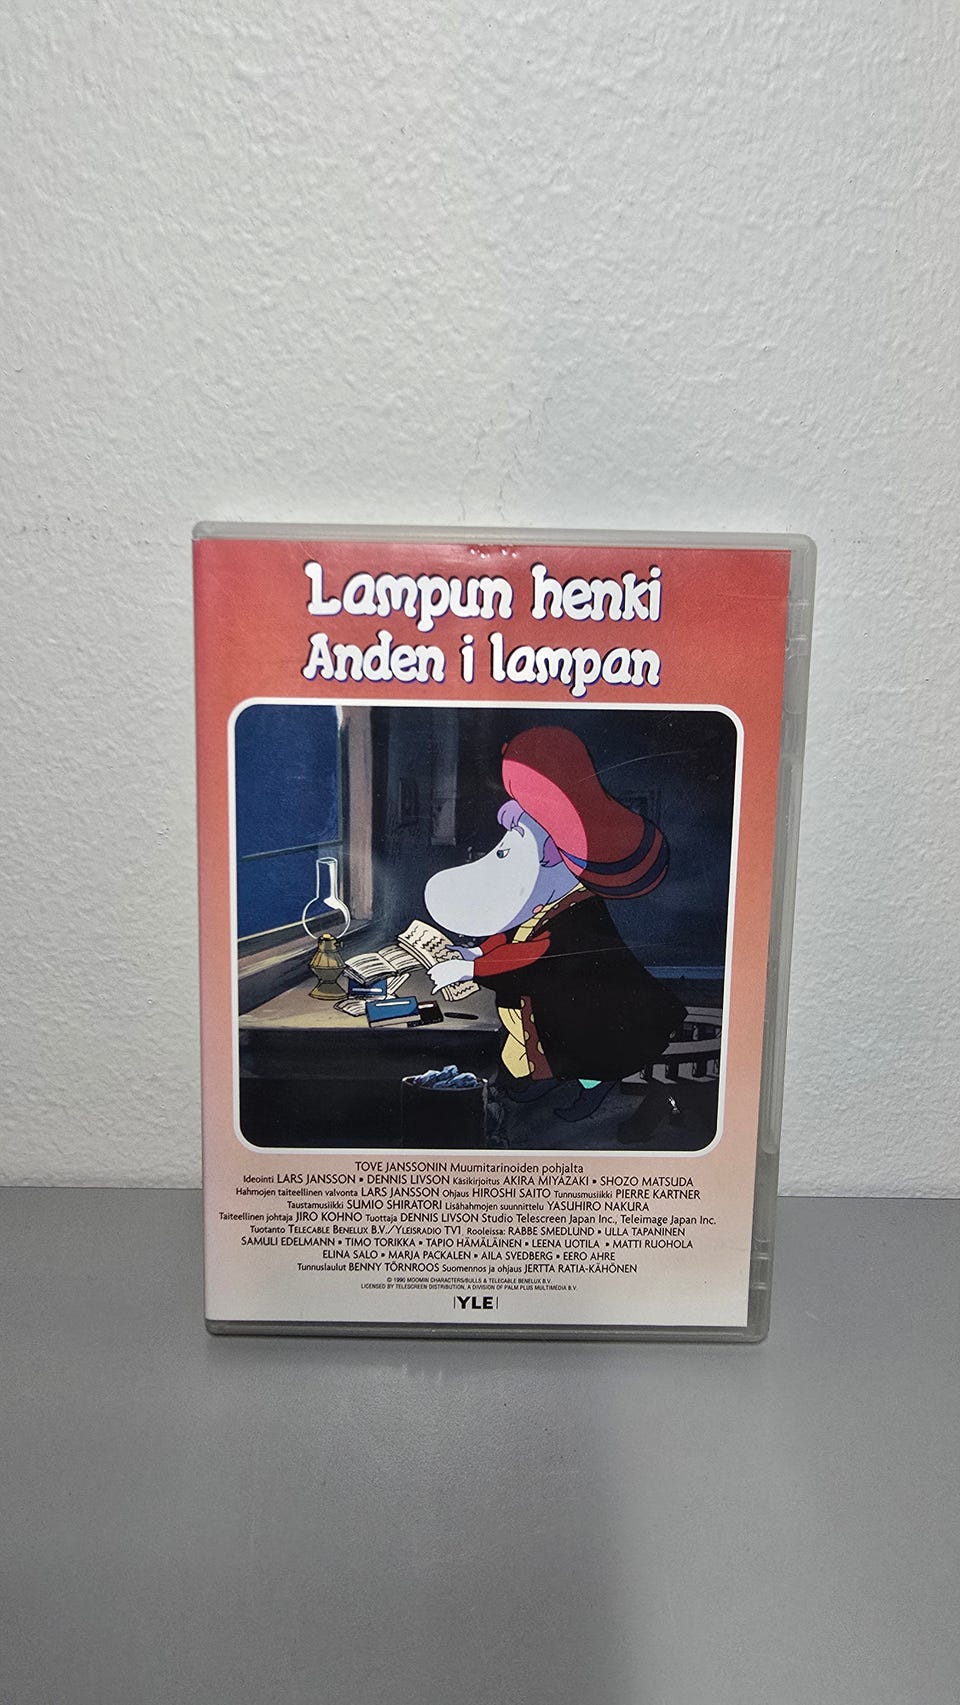 Lampun henki
Anden i lampan
TOVE JANSSONIN Muumitarinoiden pohjalta
Ideointi LARS JANSSON • DENNIS LIVSON Käsikirjoitus AKIRA MIYAZAKI • SHOZO MATSUDA
Hahmojen taiteellinen valvonta LARS JANSSON Ohjaus HIROSHI SAITO Tunnusmusiikki PIERRE KARTNER
Taustamusiikki SUMIO SHIRATORI Lisähahmojen suunnittelu YASUHIRO NAKURA
Taiteellinen johtaja JIRO KOHNO Tuottaja DENNIS LIVSON Studio Telescreen Japan Inc., Teleimage Japan Inc.
Tuotanto TELECABLE BENELUX B.V./YLEISRADIO TV1 Rooleissa: RABBE SMEDLUND • ULLA TAPANINEN
SAMULI EDELMANN • TIMO TORIKKA • TAPIO HÄMÄLÄINEN • LEENA UOTILA • MATTI RUOHOLA
ELINA SALO • MARJA PACKALEN • AILA SVEDBERG • EERO AHRE
Tunnuslaulut BENNY TÖRNROOS Suomennos ja ohjaus JERTTA RATIA-KÄHÖNEN
© 1990 MOOMIN CHARACTERS/BULLS & TELECABLE BENELUX B.V.
LICENSED BY TELESCREEN DISTRIBUTION, A DIVISION OF PALM PLUS MULTIMEDIA B.V.
YLE